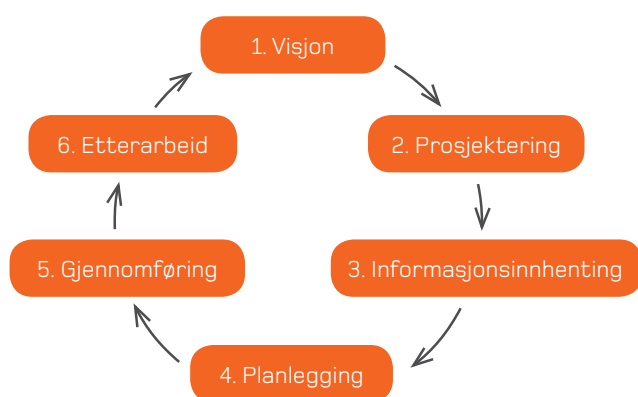 1. Visjon
2. Prosjektering
3. Informasjonsinnhenting
4. Planlegging
5. Gjennomføring
6. Etterarbeid